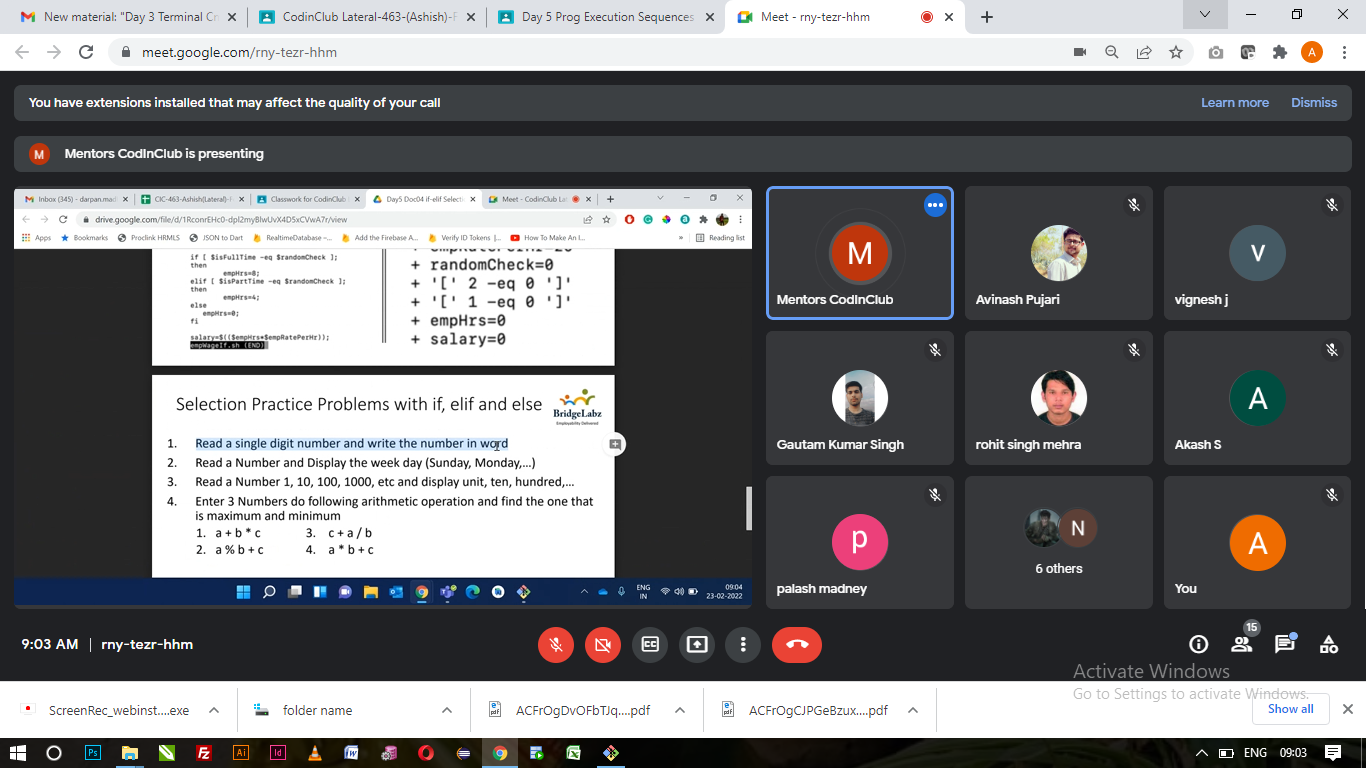 New material: "Day 3 Terminal Cr
CodinClub Lateral-463-(Ashish)-F
Day 5 Prog Execution Sequences
Meet - rny-tezr-hhm
meet.google.com/rny-tezr-hhm
A
You have extensions installed that may affect the quality of your call
Learn more
Dismiss
M
Mentors CodInClub is presenting
Inbox (345) - darpan.mali
CIC-463-Ashish(Lateral)-F
Classwork for CodinClub
Day5 Doc04 if-elif Select
Meet - CodinClub Lat
drive.google.com/file/d/1RconrEHc0-dpI2myBlwUvX4D5xCVwA7r/view
Apps
Bookmarks
Proclink HRMLS
JSON to Dart
RealtimeDatabase -...
Add the Firebase A...
Verify ID Tokens |...
How To Make An I...
»
Reading list
if [ $isFullTime -eq $randomCheck ];
then
empHrs=8;
elif [ $isPartTime -eq $randomCheck ];
then
empHrs=4;
else
empHrs=0;
fi
salary=$(($empHrs*$empRatePerHr));
empWageIf.sh (END)
+ randomCheck=0
+ '[' 2 -eq 0 ']'
+ '[' 1 -eq 0 ']'
+ empHrs=0
+ salary=0
Selection Practice Problems with if, elif and else
BridgeLabz
Employability Delivered
1. Read a single digit number and write the number in word
2. Read a Number and Display the week day (Sunday, Monday,...)
3. Read a Number 1, 10, 100, 1000, etc and display unit, ten, hundred,...
4. Enter 3 Numbers do following arithmetic operation and find the one that
is maximum and minimum
1. a + b * c 3. c + a / b
2. a % b + c 4. a * b + c
ENG
IN
09:04
23-02-2022
M
Mentors CodInClub
Avinash Pujari
V
vignesh j
Gautam Kumar Singh
rohit singh mehra
A
Akash S
p
palash madney
N
6 others
A
You
9:03 AM | rny-tezr-hhm
CC
15
Activate Windows
Go to Settings to activate Windows.
ScreenRec_webinst....exe
folder name
ACFrOgDvOFbTJq....pdf
ACFrOgCJPGeBzux....pdf
Show all
Ps
Fz
Ai
Id
ENG
09:03